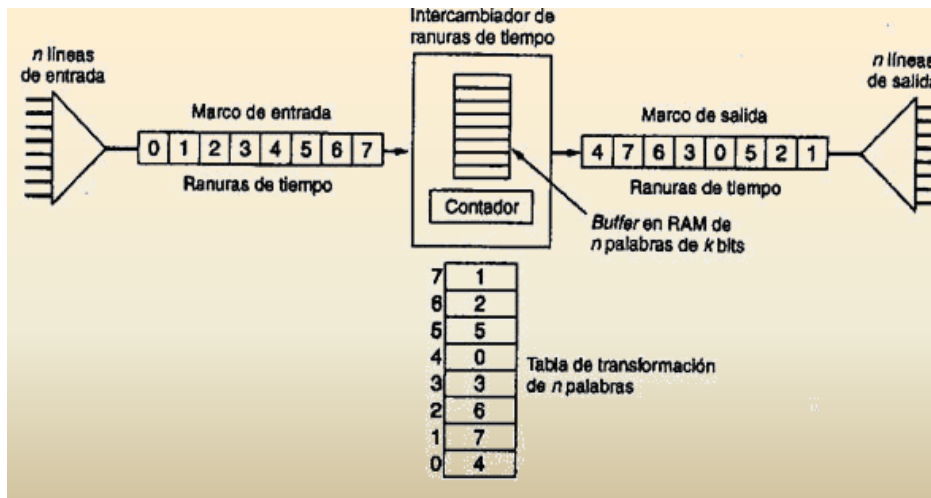 Intercambiador de
ranuras de tiempo
n líneas
de entrada
n líneas
de salida
Marco de entrada
0 1 2 3 4 5 6 7
Ranuras de tiempo
Contador
Marco de salida
4 7 6 3 0 5 2 1
Ranuras de tiempo
Buffer en RAM de
n palabras de k bits
7 1
6 2
5 5
4 0
3 3
2 6
1 7
0 4
Tabla de transformación
de n palabras